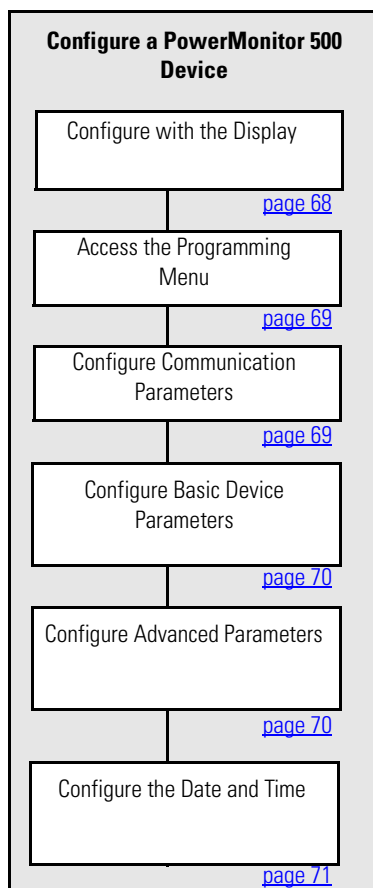 Configure a PowerMonitor 500
Device
Configure with the Display
page 68
Access the Programming
Menu
page 69
Configure Communication
Parameters
page 69
Configure Basic Device
Parameters
page 70
Configure Advanced Parameters
page 70
Configure the Date and Time
page 71